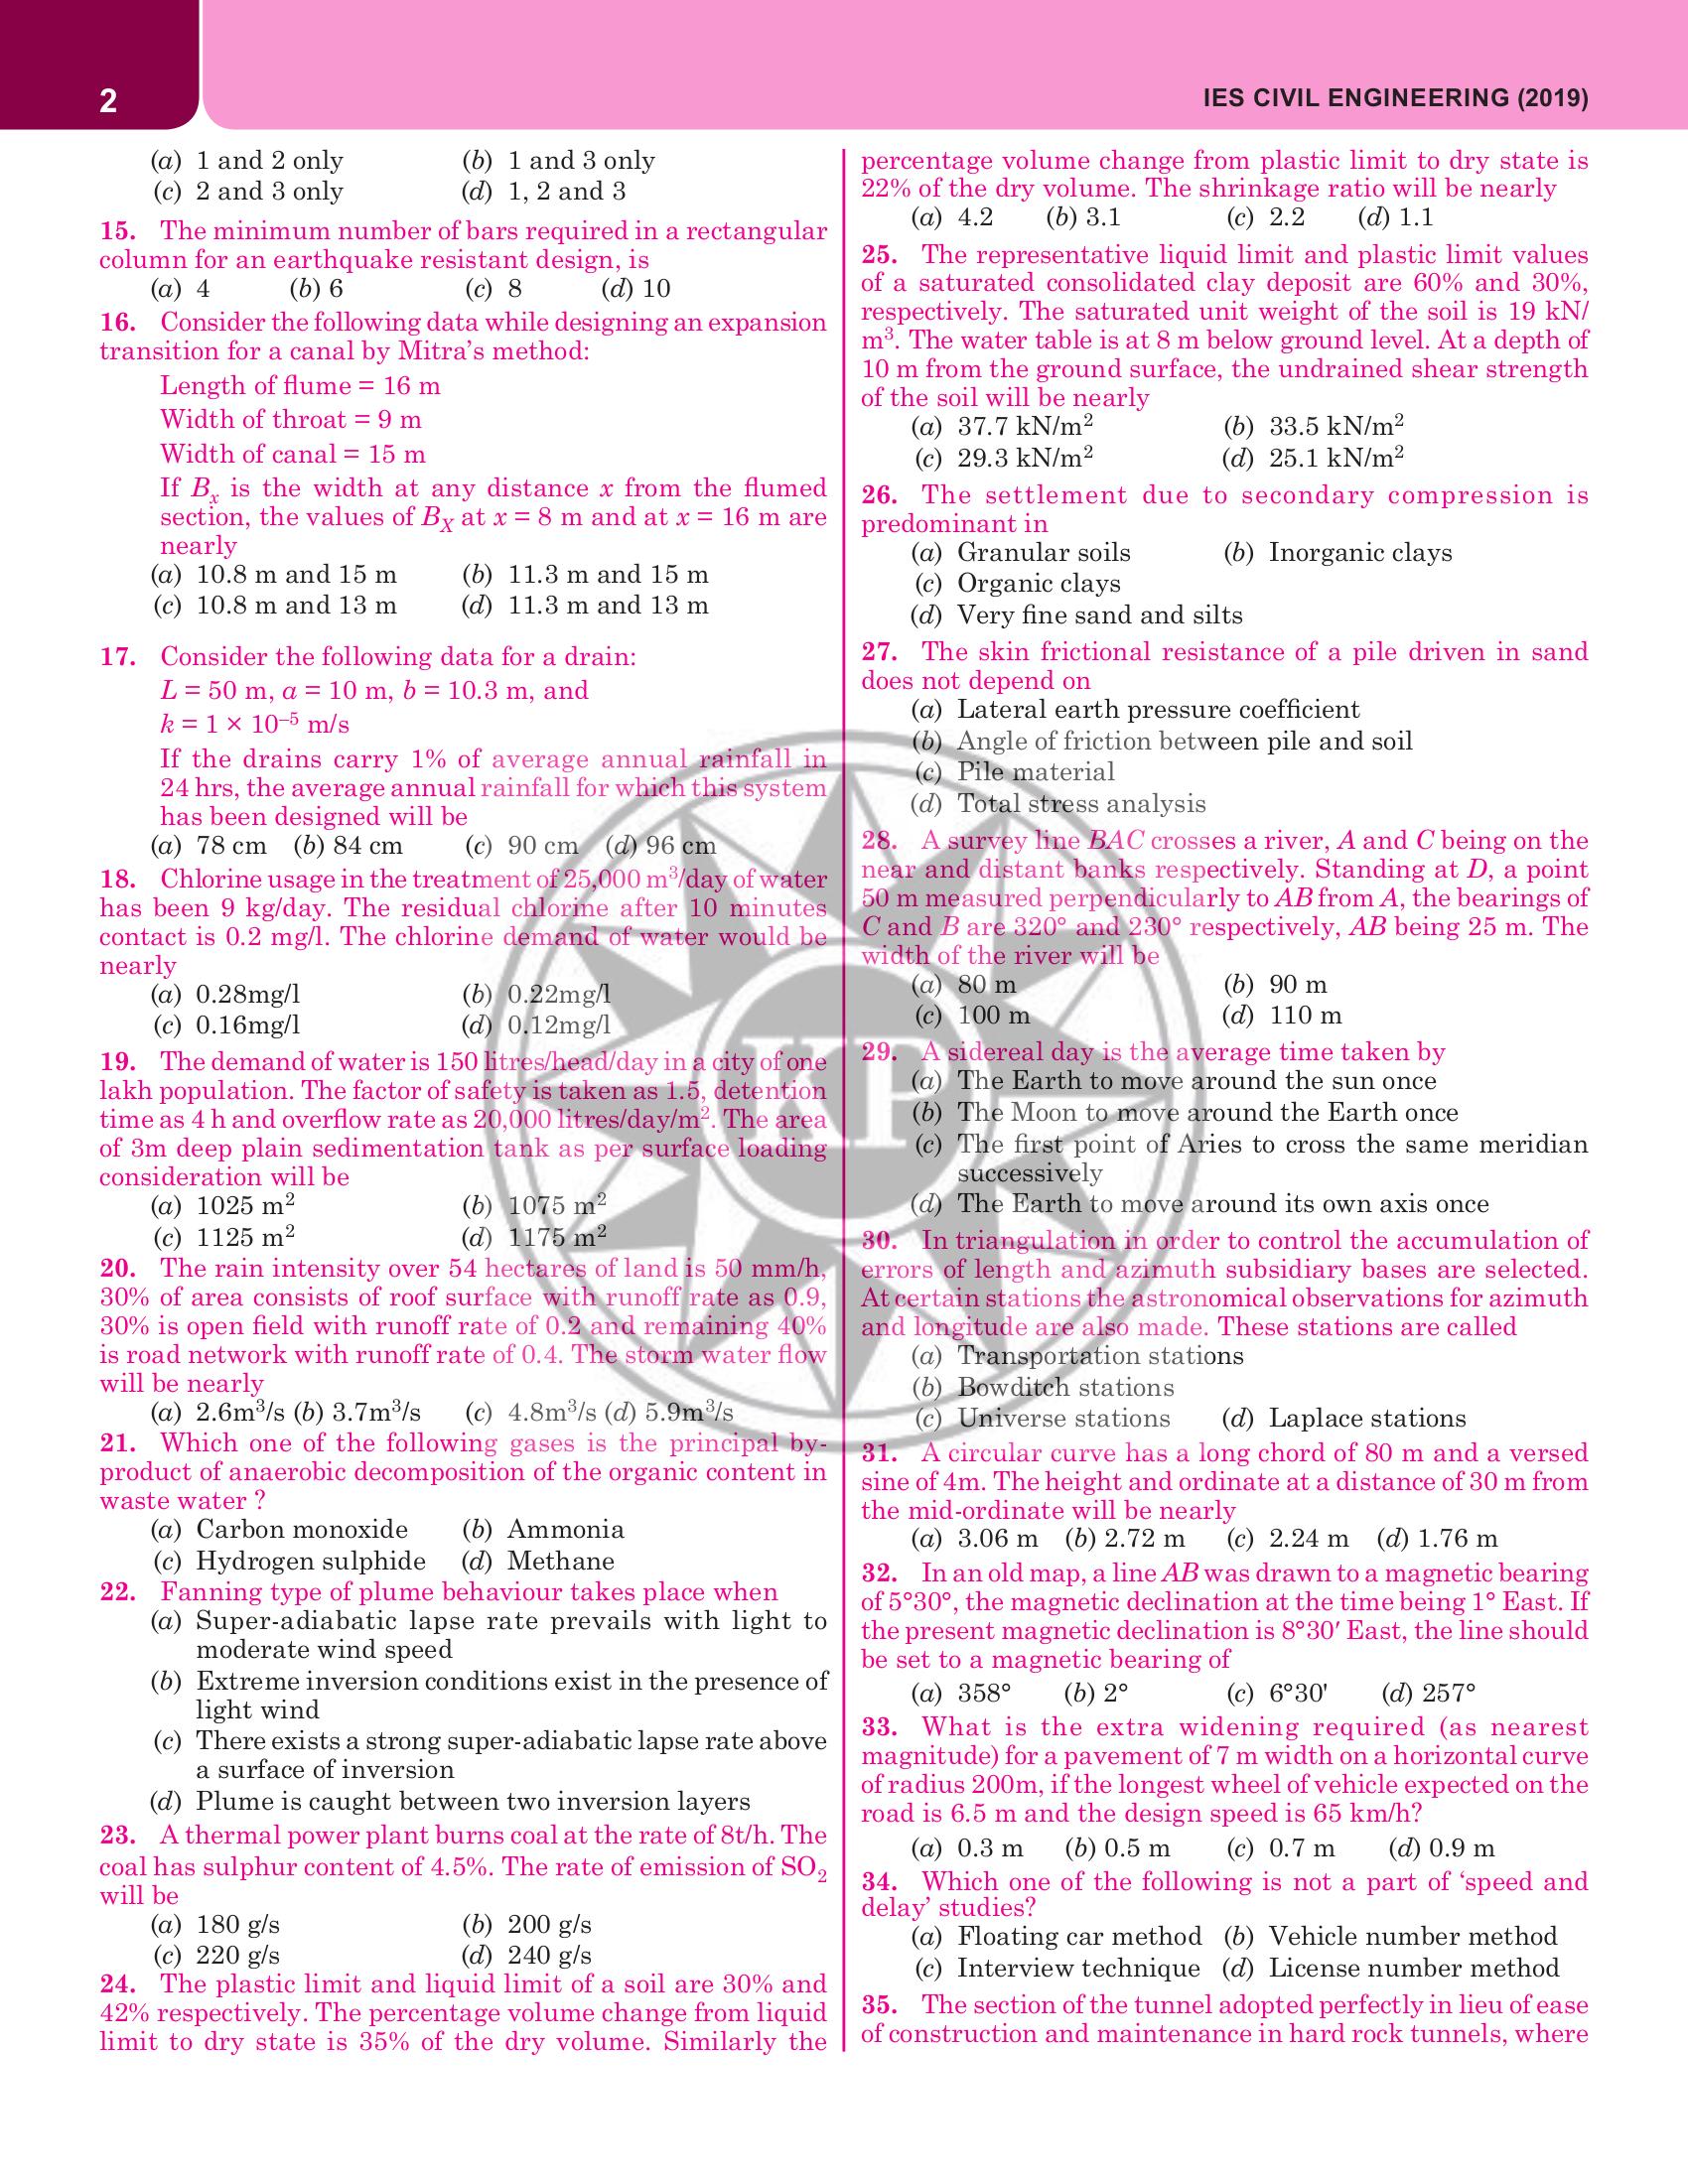 2
IES CIVIL ENGINEERING (2019)
(a) 1 and 2 only (b) 1 and 3 only
(c) 2 and 3 only (d) 1, 2 and 3
15. The minimum number of bars required in a rectangular
column for an earthquake resistant design, is
(a) 4 (b) 6 (c) 8 (d) 10
16. Consider the following data while designing an expansion
transition for a canal by Mitra’s method:
Length of flume = 16 m
Width of throat = 9 m
Width of canal = 15 m
If Bₓ is the width at any distance x from the flumed
section, the values of B_X at x = 8 m and at x = 16 m are
nearly
(a) 10.8 m and 15 m (b) 11.3 m and 15 m
(c) 10.8 m and 13 m (d) 11.3 m and 13 m
17. Consider the following data for a drain:
L = 50 m, a = 10 m, b = 10.3 m, and
k = 1 × 10⁻⁵ m/s
If the drains carry 1% of average annual rainfall in
24 hrs, the average annual rainfall for which this system
has been designed will be
(a) 78 cm (b) 84 cm (c) 90 cm (d) 96 cm
18. Chlorine usage in the treatment of 25,000 m³/day of water
has been 9 kg/day. The residual chlorine after 10 minutes
contact is 0.2 mg/l. The chlorine demand of water would be
nearly
(a) 0.28mg/l (b) 0.22mg/l
(c) 0.16mg/l (d) 0.12mg/l
19. The demand of water is 150 litres/head/day in a city of one
lakh population. The factor of safety is taken as 1.5, detention
time as 4 h and overflow rate as 20,000 litres/day/m². The area
of 3m deep plain sedimentation tank as per surface loading
consideration will be
(a) 1025 m² (b) 1075 m²
(c) 1125 m² (d) 1175 m²
20. The rain intensity over 54 hectares of land is 50 mm/h,
30% of area consists of roof surface with runoff rate as 0.9,
30% is open field with runoff rate of 0.2 and remaining 40%
is road network with runoff rate of 0.4. The storm water flow
will be nearly
(a) 2.6m³/s (b) 3.7m³/s (c) 4.8m³/s (d) 5.9m³/s
21. Which one of the following gases is the principal by-
product of anaerobic decomposition of the organic content in
waste water ?
(a) Carbon monoxide (b) Ammonia
(c) Hydrogen sulphide (d) Methane
22. Fanning type of plume behaviour takes place when
(a) Super-adiabatic lapse rate prevails with light to
moderate wind speed
(b) Extreme inversion conditions exist in the presence of
light wind
(c) There exists a strong super-adiabatic lapse rate above
a surface of inversion
(d) Plume is caught between two inversion layers
23. A thermal power plant burns coal at the rate of 8t/h. The
coal has sulphur content of 4.5%. The rate of emission of SO₂
will be
(a) 180 g/s (b) 200 g/s
(c) 220 g/s (d) 240 g/s
24. The plastic limit and liquid limit of a soil are 30% and
42% respectively. The percentage volume change from liquid
limit to dry state is 35% of the dry volume. Similarly the
percentage volume change from plastic limit to dry state is
22% of the dry volume. The shrinkage ratio will be nearly
(a) 4.2 (b) 3.1 (c) 2.2 (d) 1.1
25. The representative liquid limit and plastic limit values
of a saturated consolidated clay deposit are 60% and 30%,
respectively. The saturated unit weight of the soil is 19 kN/
m³. The water table is at 8 m below ground level. At a depth of
10 m from the ground surface, the undrained shear strength
of the soil will be nearly
(a) 37.7 kN/m² (b) 33.5 kN/m²
(c) 29.3 kN/m² (d) 25.1 kN/m²
26. The settlement due to secondary compression is
predominant in
(a) Granular soils (b) Inorganic clays
(c) Organic clays
(d) Very fine sand and silts
27. The skin frictional resistance of a pile driven in sand
does not depend on
(a) Lateral earth pressure coefficient
(b) Angle of friction between pile and soil
(c) Pile material
(d) Total stress analysis
28. A survey line BAC crosses a river, A and C being on the
near and distant banks respectively. Standing at D, a point
50 m measured perpendicularly to AB from A, the bearings of
C and B are 320° and 230° respectively, AB being 25 m. The
width of the river will be
(a) 80 m (b) 90 m
(c) 100 m (d) 110 m
29. A sidereal day is the average time taken by
(a) The Earth to move around the sun once
(b) The Moon to move around the Earth once
(c) The first point of Aries to cross the same meridian
successively
(d) The Earth to move around its own axis once
30. In triangulation in order to control the accumulation of
errors of length and azimuth subsidiary bases are selected.
At certain stations the astronomical observations for azimuth
and longitude are also made. These stations are called
(a) Transportation stations
(b) Bowditch stations
(c) Universe stations (d) Laplace stations
31. A circular curve has a long chord of 80 m and a versed
sine of 4m. The height and ordinate at a distance of 30 m from
the mid-ordinate will be nearly
(a) 3.06 m (b) 2.72 m (c) 2.24 m (d) 1.76 m
32. In an old map, a line AB was drawn to a magnetic bearing
of 5°30°, the magnetic declination at the time being 1° East. If
the present magnetic declination is 8°30′ East, the line should
be set to a magnetic bearing of
(a) 358° (b) 2° (c) 6°30' (d) 257°
33. What is the extra widening required (as nearest
magnitude) for a pavement of 7 m width on a horizontal curve
of radius 200m, if the longest wheel of vehicle expected on the
road is 6.5 m and the design speed is 65 km/h?
(a) 0.3 m (b) 0.5 m (c) 0.7 m (d) 0.9 m
34. Which one of the following is not a part of ‘speed and
delay’ studies?
(a) Floating car method (b) Vehicle number method
(c) Interview technique (d) License number method
35. The section of the tunnel adopted perfectly in lieu of ease
of construction and maintenance in hard rock tunnels, where
KP